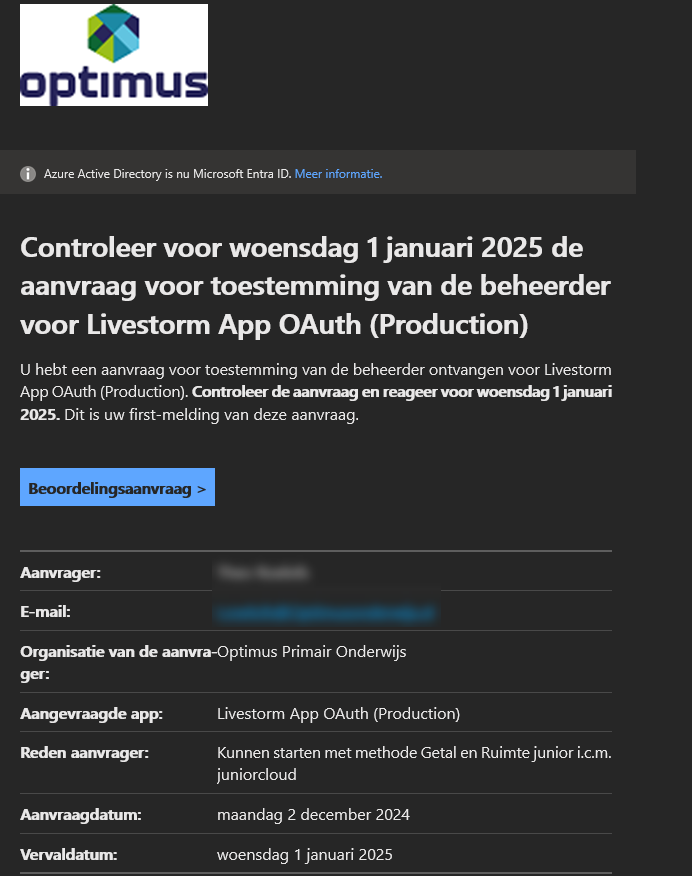 optimus
Azure Active Directory is nu Microsoft Entra ID. Meer informatie.
Controleer voor woensdag 1 januari 2025 de
aanvraag voor toestemming van de beheerder
voor Livestorm App OAuth (Production)
U hebt een aanvraag voor toestemming van de beheerder ontvangen voor Livestorm
App OAuth (Production). Controleer de aanvraag en reageer voor woensdag 1 januari
2025. Dit is uw first-melding van deze aanvraag.
Beoordelingsaanvraag >
Aanvrager:
E-mail:
Organisatie van de aanvra-Optimus Primair Onderwijs
ger:
Aangevraagde app: Livestorm App OAuth (Production)
Reden aanvrager: Kunnen starten met methode Getal en Ruimte junior i.c.m.
juniorcloud
Aanvraagdatum: maandag 2 december 2024
Vervaldatum: woensdag 1 januari 2025